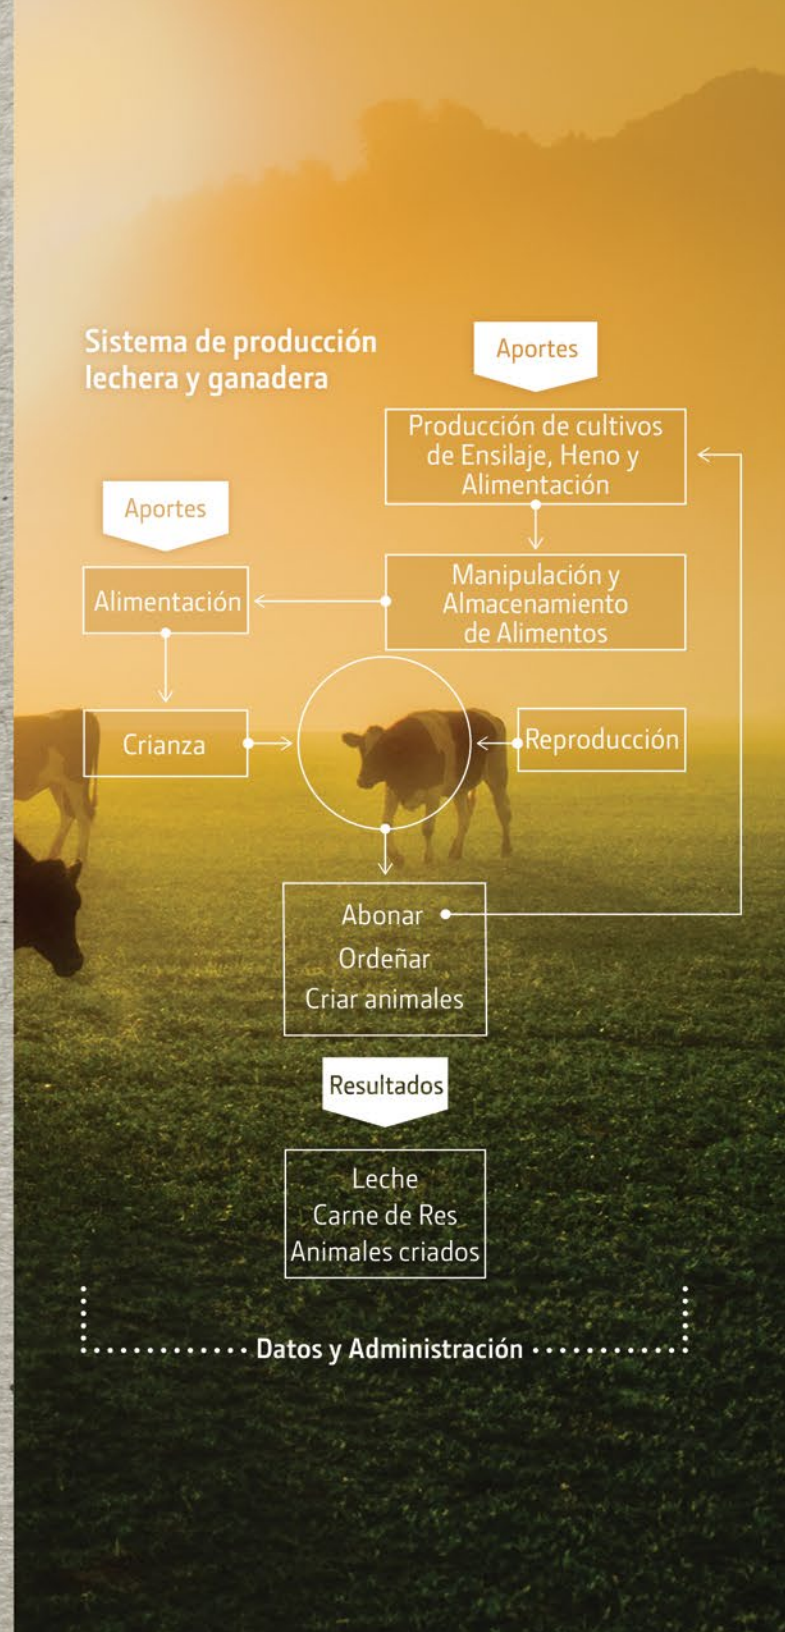 Sistema de producción
lechera y ganadera
Aportes
Producción de cultivos
de Ensilaje, Heno y
Alimentación
Aportes
Manipulación y
Almacenamiento
de Alimentos
Alimentación
Crianza
Reproducción
Abonar
Ordeñar
Criar animales
Resultados
Leche
Carne de Res
Animales criados
Datos y Administración